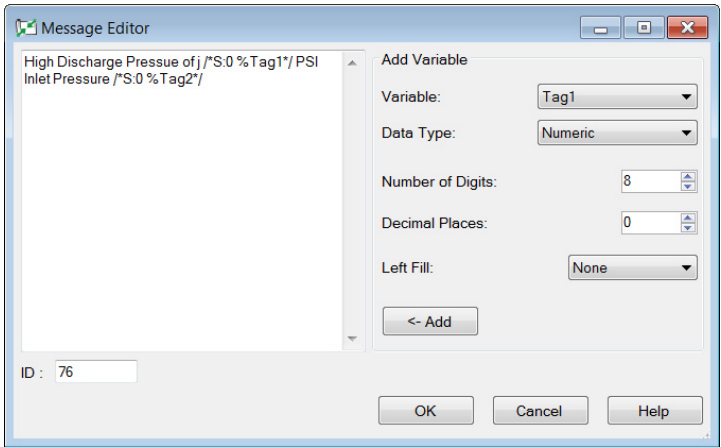 Message Editor
High Discharge Pressue of j /*S:0 %Tag1*/ PSI
Inlet Pressure /*S:0 %Tag2*/
ID : 76
Add Variable
Variable: Tag1
Data Type: Numeric
Number of Digits: 8
Decimal Places: 0
Left Fill: None
<- Add
OK Cancel Help